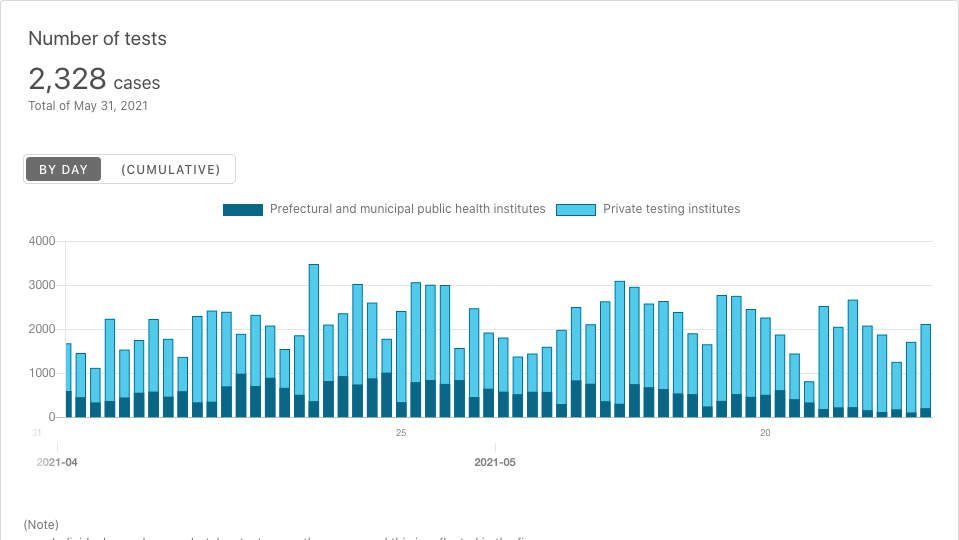 Number of tests
2,328 cases
Total of May 31, 2021
BY DAY (CUMULATIVE)
Prefectural and municipal public health institutes Private testing institutes
4000
3000
2000
1000
0
31 25 20
2021-04 2021-05
(Note)